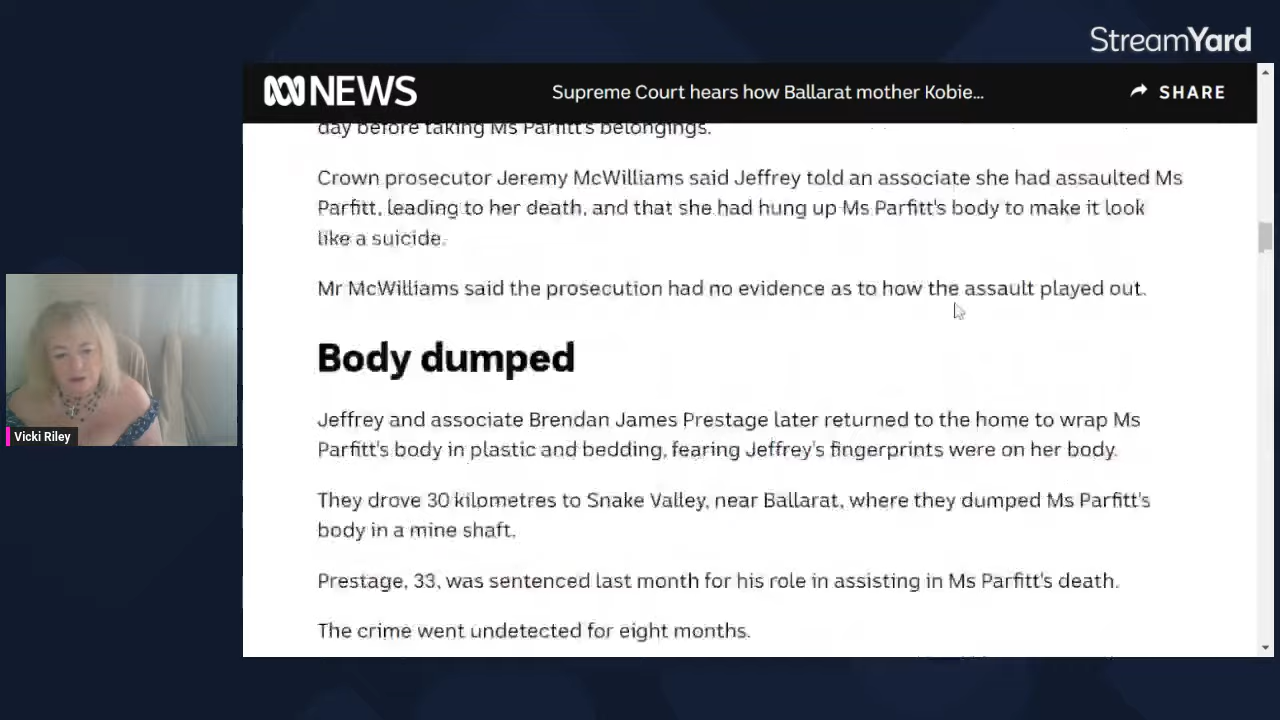 StreamYard
NEWS
Supreme Court hears how Ballarat mother Kobie...
SHARE
day before taking Ms Parfitt's belongings.
Crown prosecutor Jeremy McWilliams said Jeffrey told an associate she had assaulted Ms
Parfitt, leading to her death, and that she had hung up Ms Parfitt's body to make it look
like a suicide.
Mr McWilliams said the prosecution had no evidence as to how the assault played out.
Body dumped
Jeffrey and associate Brendan James Prestage later returned to the home to wrap Ms
Parfitt's body in plastic and bedding, fearing Jeffrey's fingerprints were on her body.
They drove 30 kilometres to Snake Valley, near Ballarat, where they dumped Ms Parfitt's
body in a mine shaft.
Prestage, 33, was sentenced last month for his role in assisting in Ms Parfitt's death.
The crime went undetected for eight months.
Vicki Riley